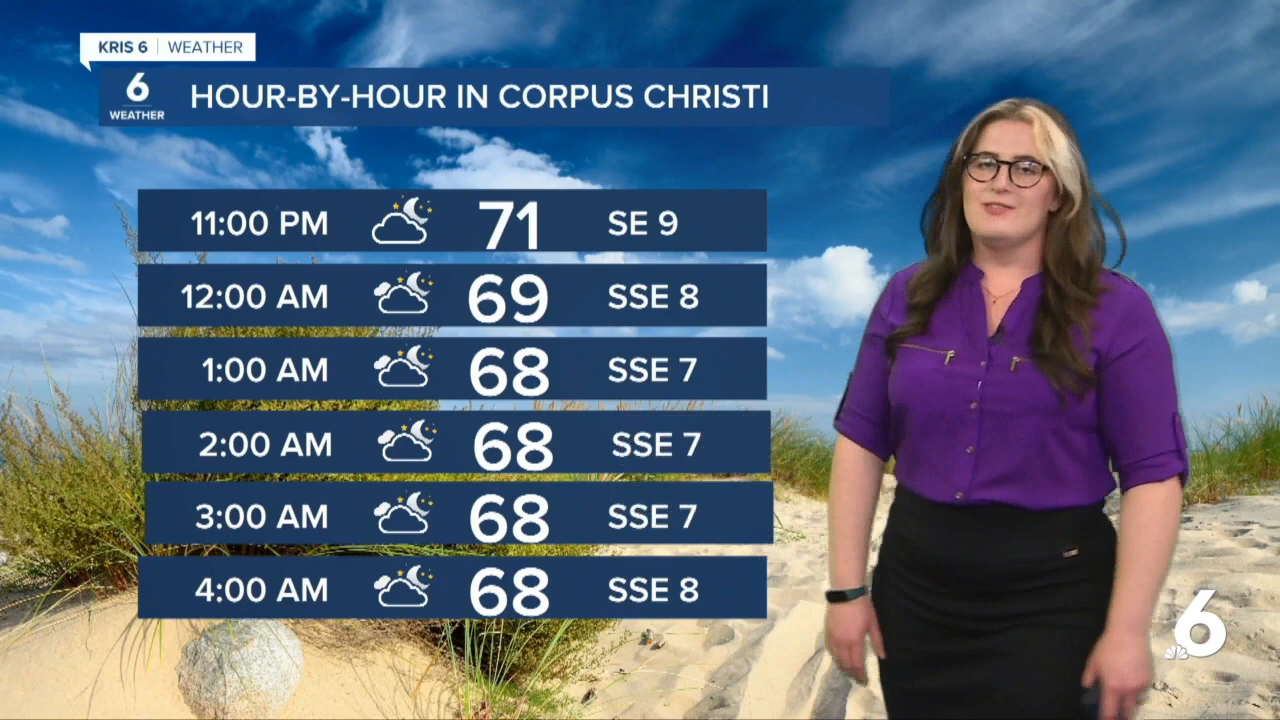 KRIS 6 | WEATHER
6
WEATHER
HOUR-BY-HOUR IN CORPUS CHRISTI
11:00 PM 71 SE 9
12:00 AM 69 SSE 8
1:00 AM 68 SSE 7
2:00 AM 68 SSE 7
3:00 AM 68 SSE 7
4:00 AM 68 SSE 8
6